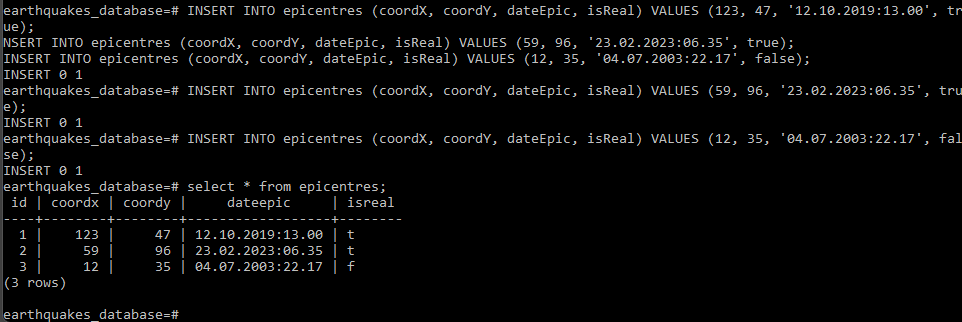 earthquakes_database=# INSERT INTO epicentres (coordX, coordY, dateEpic, isReal) VALUES (123, 47, '12.10.2019:13.00', tr
ue);
NSERT INTO epicentres (coordX, coordY, dateEpic, isReal) VALUES (59, 96, '23.02.2023:06.35', true);
INSERT INTO epicentres (coordX, coordY, dateEpic, isReal) VALUES (12, 35, '04.07.2003:22.17', false);
INSERT 0 1
earthquakes_database=# INSERT INTO epicentres (coordX, coordY, dateEpic, isReal) VALUES (59, 96, '23.02.2023:06.35', tru
e);
INSERT 0 1
earthquakes_database=# INSERT INTO epicentres (coordX, coordY, dateEpic, isReal) VALUES (12, 35, '04.07.2003:22.17', fal
se);
INSERT 0 1
earthquakes_database=# select * from epicentres;
 id | coordx | coordy |     dateepic     | isreal
----+--------+--------+------------------+--------
  1 |    123 |     47 | 12.10.2019:13.00 | t
  2 |     59 |     96 | 23.02.2023:06.35 | t
  3 |     12 |     35 | 04.07.2003:22.17 | f
(3 rows)

earthquakes_database=#